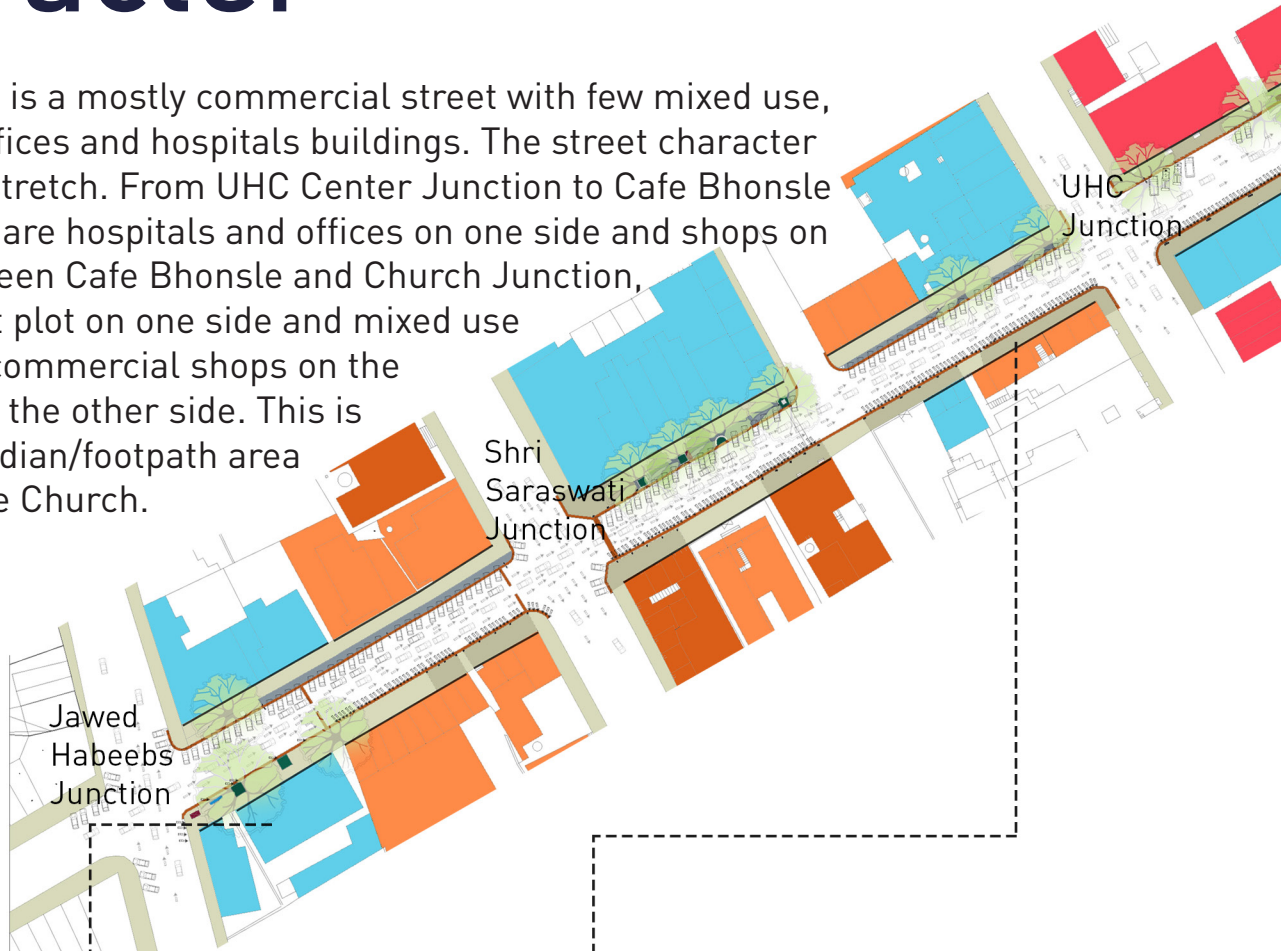 is a mostly commercial street with few mixed use,
fices and hospitals buildings. The street character
tretch. From UHC Center Junction to Cafe Bhonsle
are hospitals and offices on one side and shops on
een Cafe Bhonsle and Church Junction,
t plot on one side and mixed use
commercial shops on the
the other side. This is
dian/footpath area
e Church.
UHC
Junction
Shri
Saraswati
Junction
Jawed
Habeebs
Junction